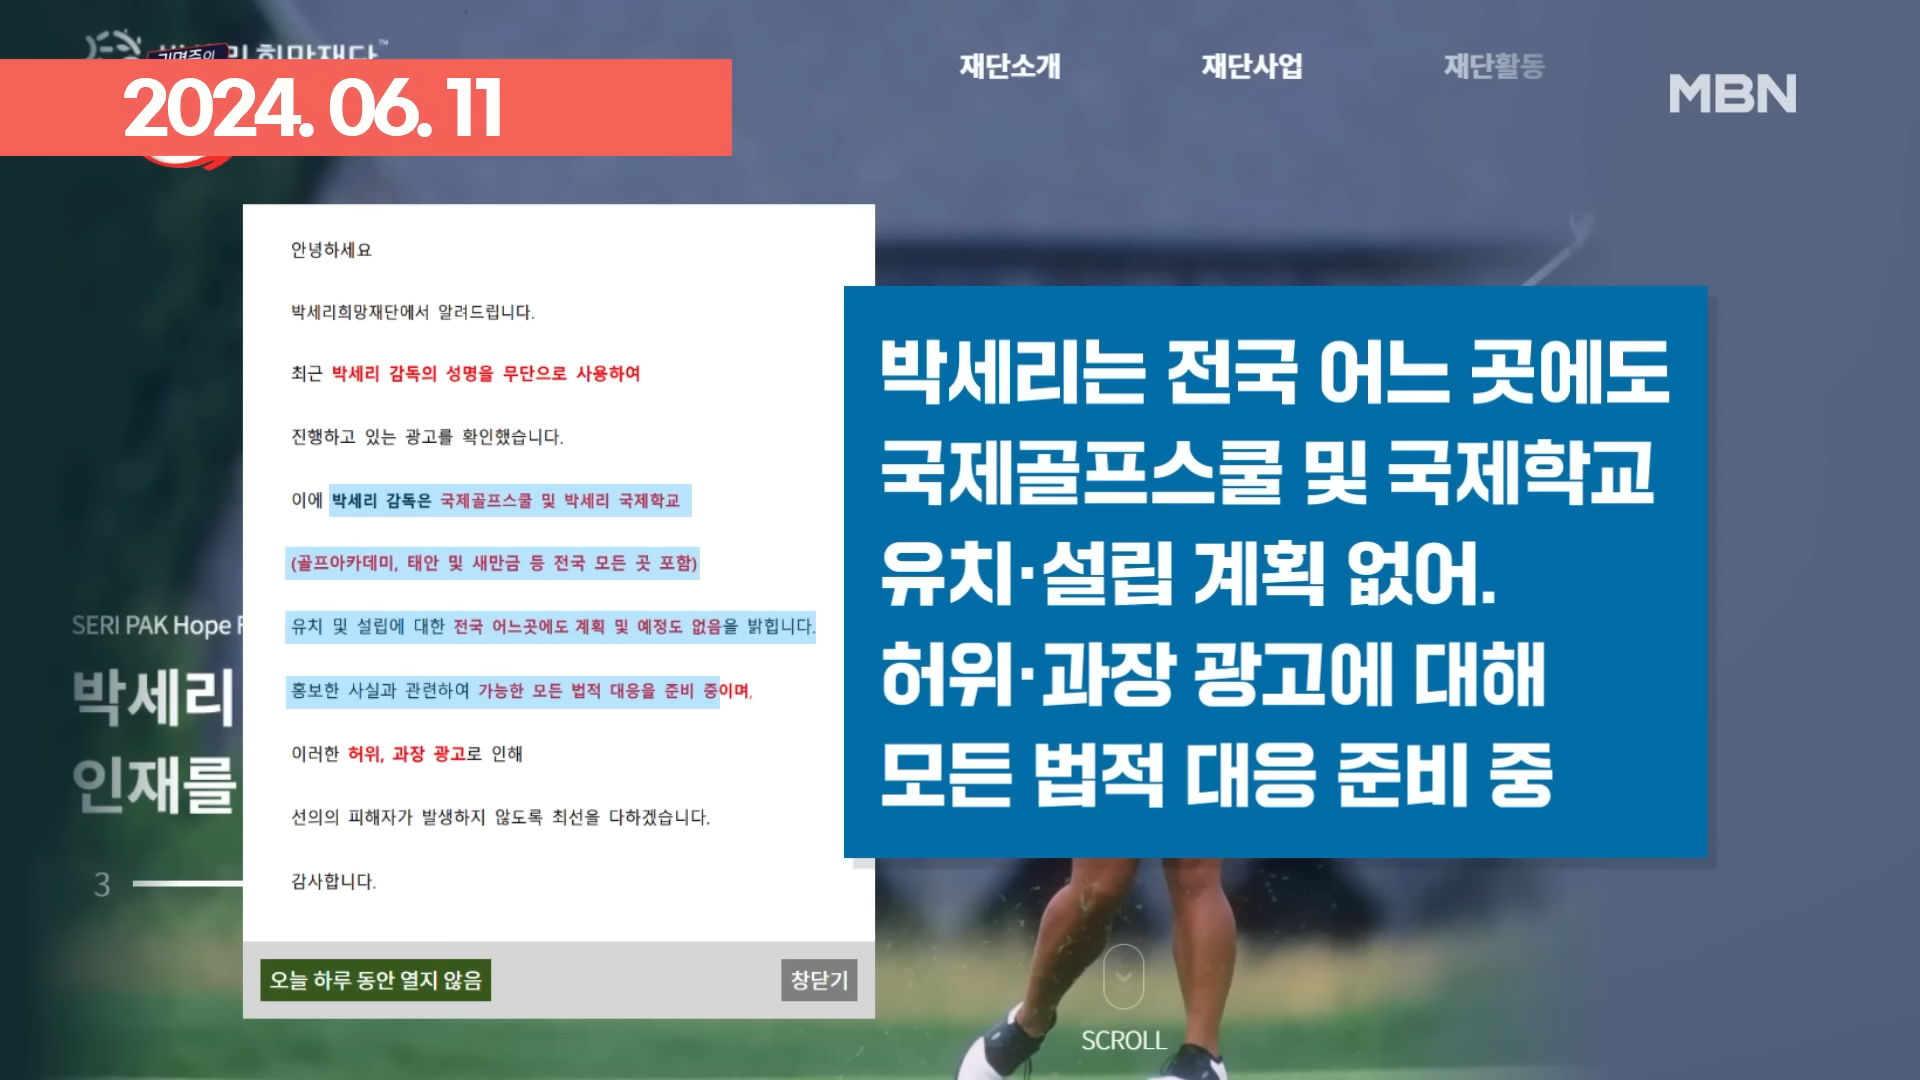 희망재단™
재단소개
재단사업
재단활동
MBN
2024. 06. 11
안녕하세요
박세리희망재단에서 알려드립니다.
최근 박세리 감독의 성명을 무단으로 사용하여
진행하고 있는 광고를 확인했습니다.
이에 박세리 감독은 국제골프스쿨 및 박세리 국제학교
(골프아카데미, 태안 및 새만금 등 전국 모든 곳 포함)
유치 및 설립에 대한 전국 어느곳에도 계획 및 예정도 없음을 밝힙니다.
홍보한 사실과 관련하여 가능한 모든 법적 대응을 준비 중이며,
이러한 허위, 과장 광고로 인해
선의의 피해자가 발생하지 않도록 최선을 다하겠습니다.
감사합니다.
오늘 하루 동안 열지 않음
창닫기
박세리는 전국 어느 곳에도
국제골프스쿨 및 국제학교
유치·설립 계획 없어.
허위·과장 광고에 대해
모든 법적 대응 준비 중
SERI PAK Hope F
박세리
인재를
3
SCROLL